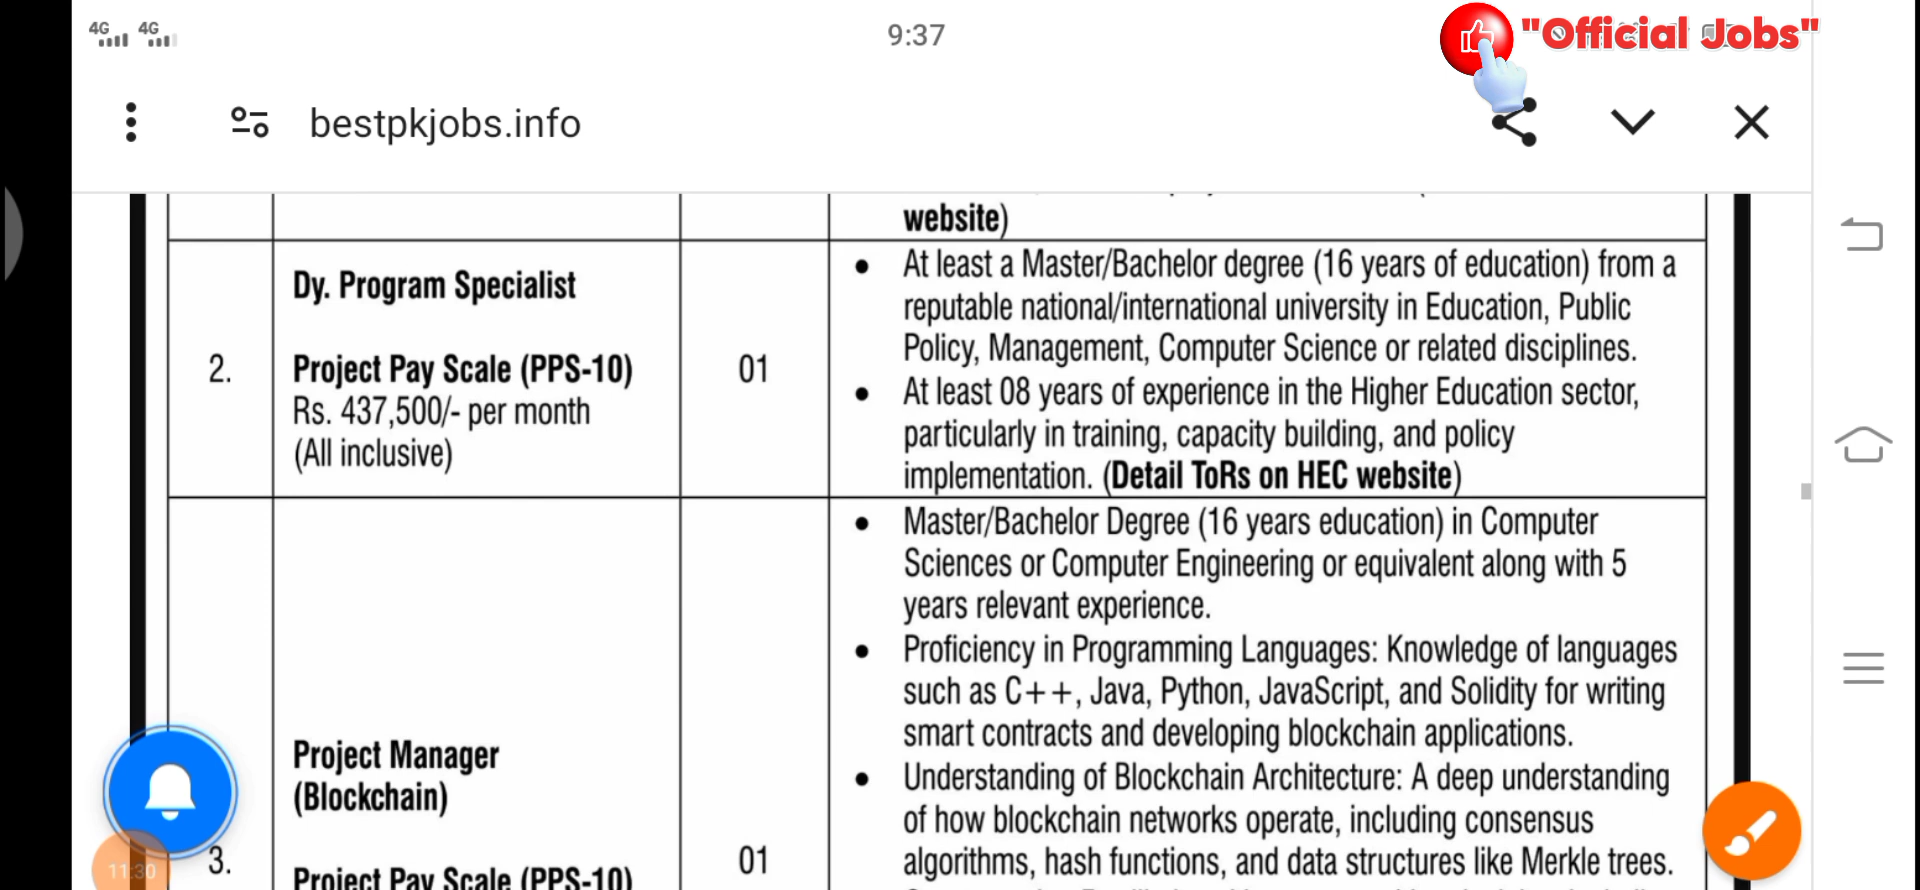 4G 4G
9:37
"Official Jobs"
bestpkjobs.info
website)
2.
Dy. Program Specialist
Project Pay Scale (PPS-10)
Rs. 437,500/- per month
(All inclusive)
01
• At least a Master/Bachelor degree (16 years of education) from a
reputable national/international university in Education, Public
Policy, Management, Computer Science or related disciplines.
• At least 08 years of experience in the Higher Education sector,
particularly in training, capacity building, and policy
implementation. (Detail ToRs on HEC website)
3.
Project Manager
(Blockchain)
Project Pay Scale (PPS-10)
01
• Master/Bachelor Degree (16 years education) in Computer
Sciences or Computer Engineering or equivalent along with 5
years relevant experience.
• Proficiency in Programming Languages: Knowledge of languages
such as C++, Java, Python, JavaScript, and Solidity for writing
smart contracts and developing blockchain applications.
• Understanding of Blockchain Architecture: A deep understanding
of how blockchain networks operate, including consensus
algorithms, hash functions, and data structures like Merkle trees.
11:30